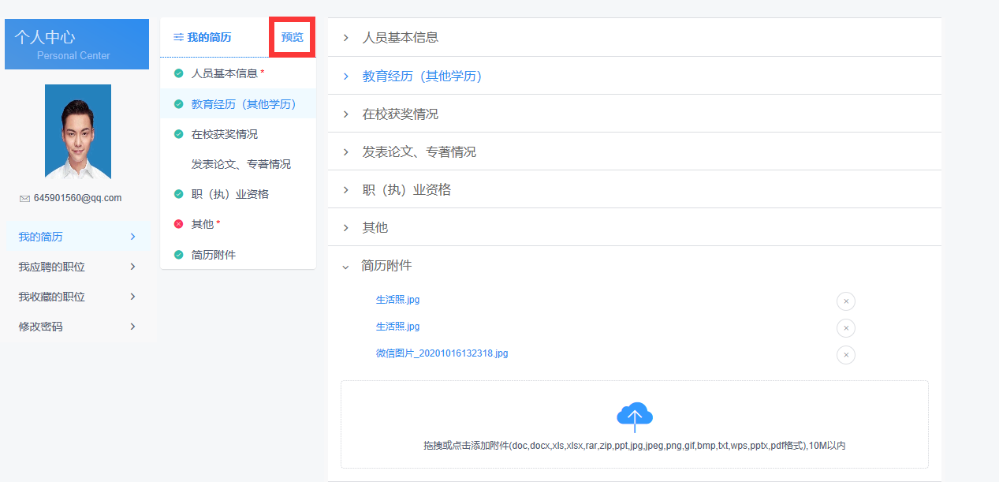 个人中心
Personal Center
645901560@qq.com
我的简历
我应聘的职位
我收藏的职位
修改密码
我的简历
预览
人员基本信息*
教育经历（其他学历）
在校获奖情况
发表论文、专著情况
职（执）业资格
其他*
简历附件
人员基本信息
教育经历（其他学历）
在校获奖情况
发表论文、专著情况
职（执）业资格
其他
简历附件
生活照.jpg
生活照.jpg
微信图片_20201016132318.jpg
拖拽或点击添加附件(doc,docx,xls,xlsx,rar,zip,ppt,jpg,jpeg,png,gif,bmp,txt,wps,pptx,pdf格式),10M以内